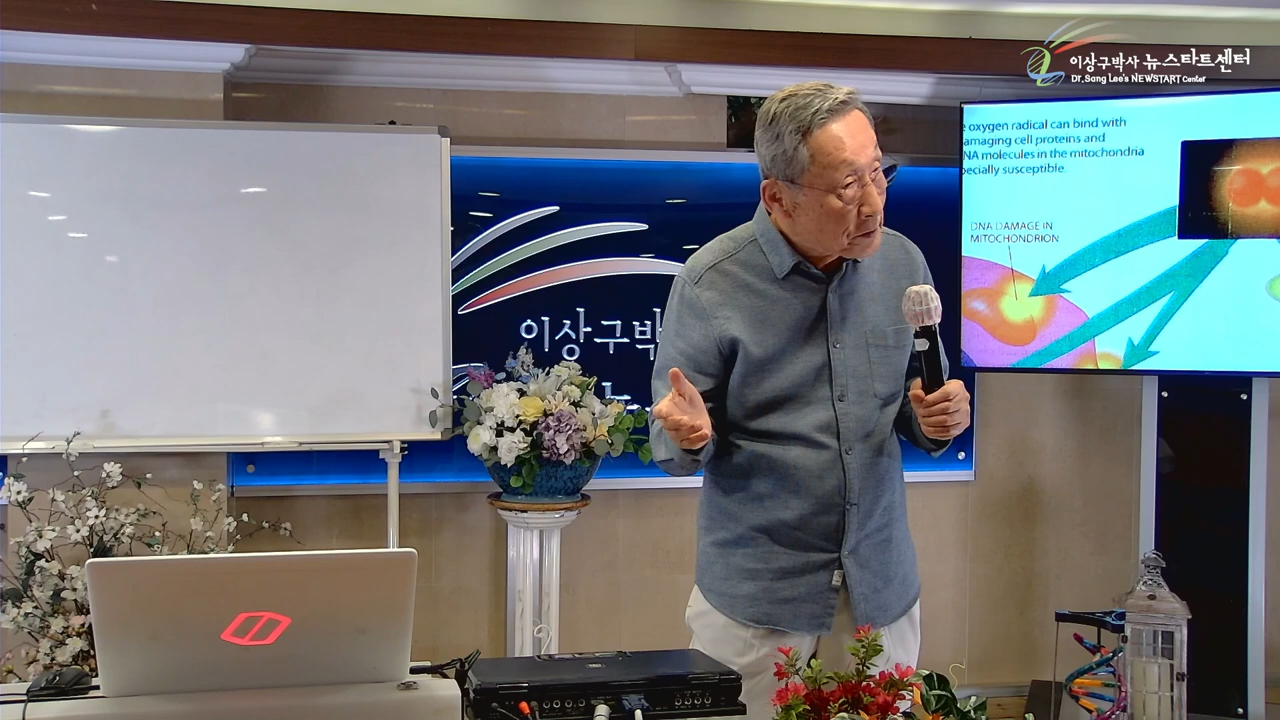 이상구박사 뉴스타트센터
Dr.Sang Lee's NEWSTART Center
oxygen radical can bind with
amaging cell proteins and
NA molecules in the mitochondria
ecially susceptible.
DNA DAMAGE IN
MITOCHONDRION
이상구박